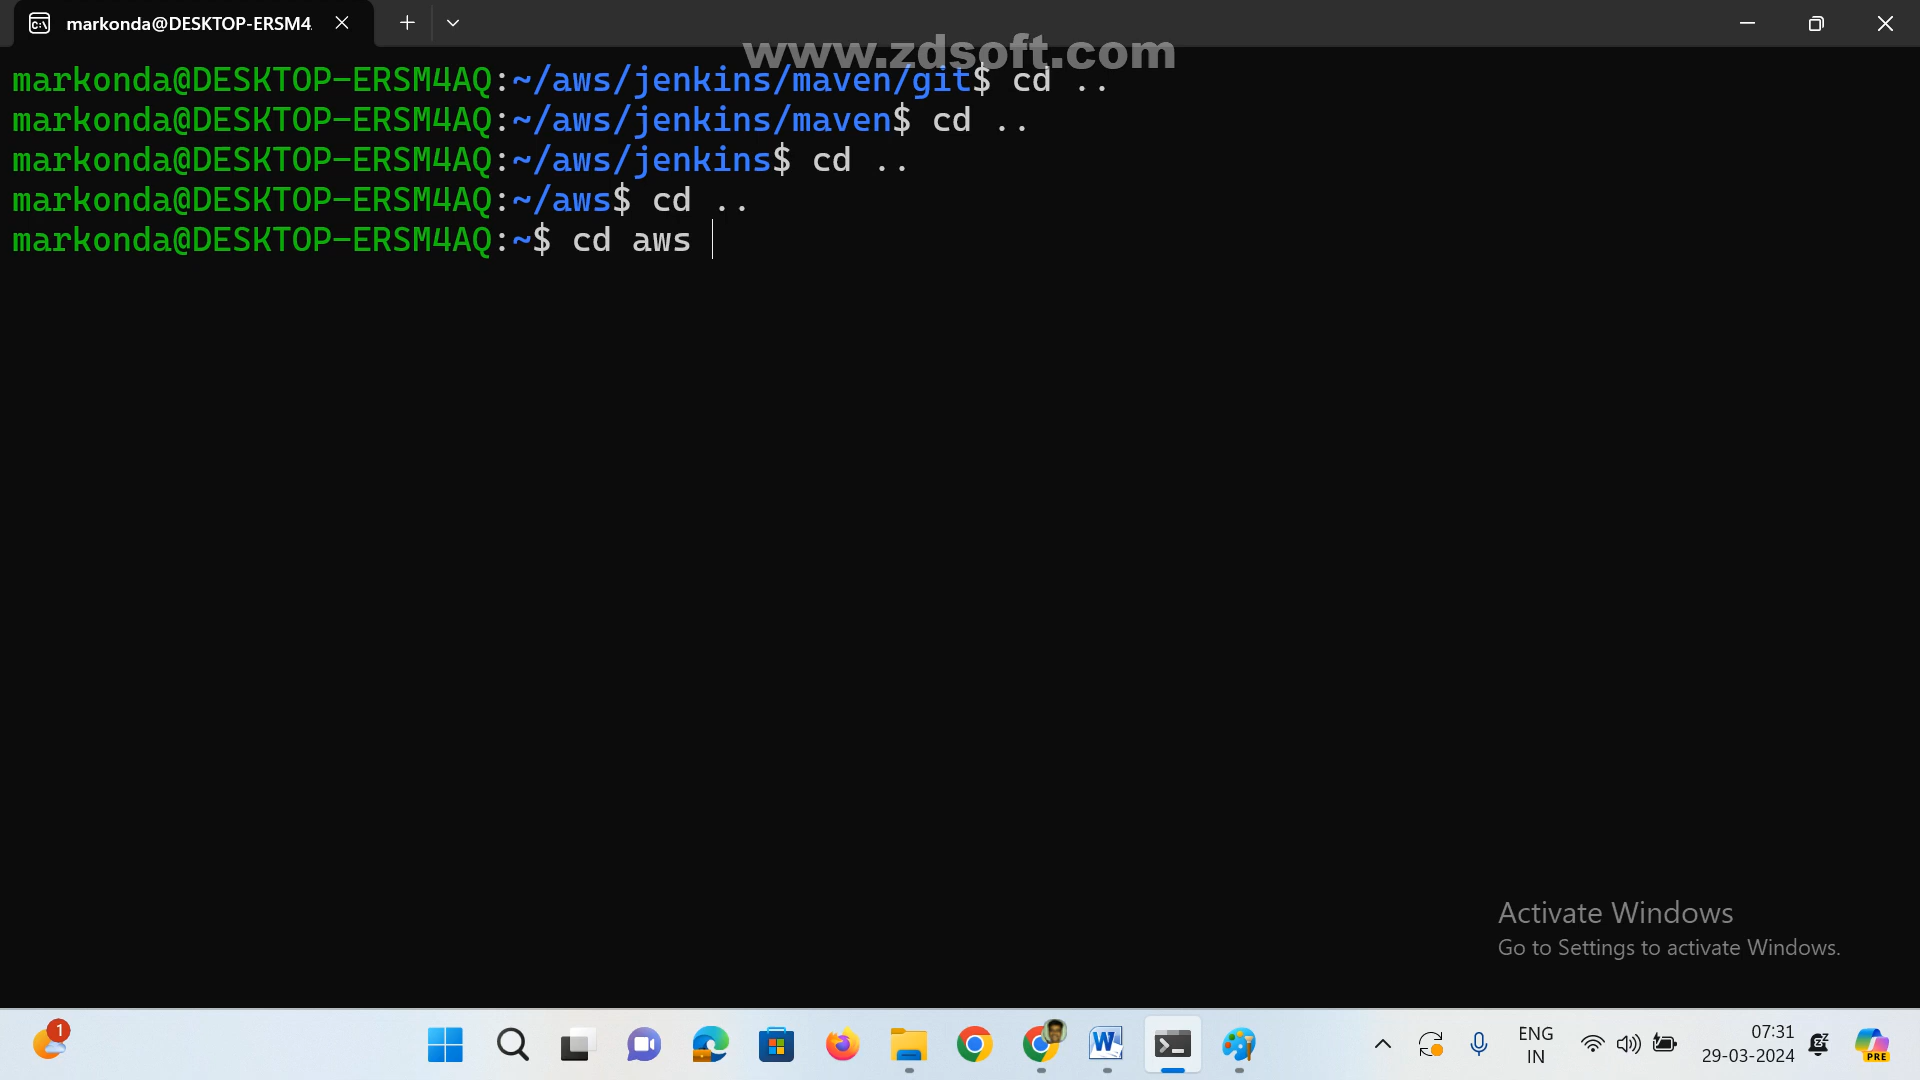 markonda@DESKTOP-ERSM4
www.zdsoft.com
markonda@DESKTOP-ERSM4AQ:~/aws/jenkins/maven/git$ cd ..
markonda@DESKTOP-ERSM4AQ:~/aws/jenkins/maven$ cd ..
markonda@DESKTOP-ERSM4AQ:~/aws/jenkins$ cd ..
markonda@DESKTOP-ERSM4AQ:~/aws$ cd ..
markonda@DESKTOP-ERSM4AQ:~$ cd aws
Activate Windows
Go to Settings to activate Windows.
1
ENG
IN
07:31
29-03-2024
PRE